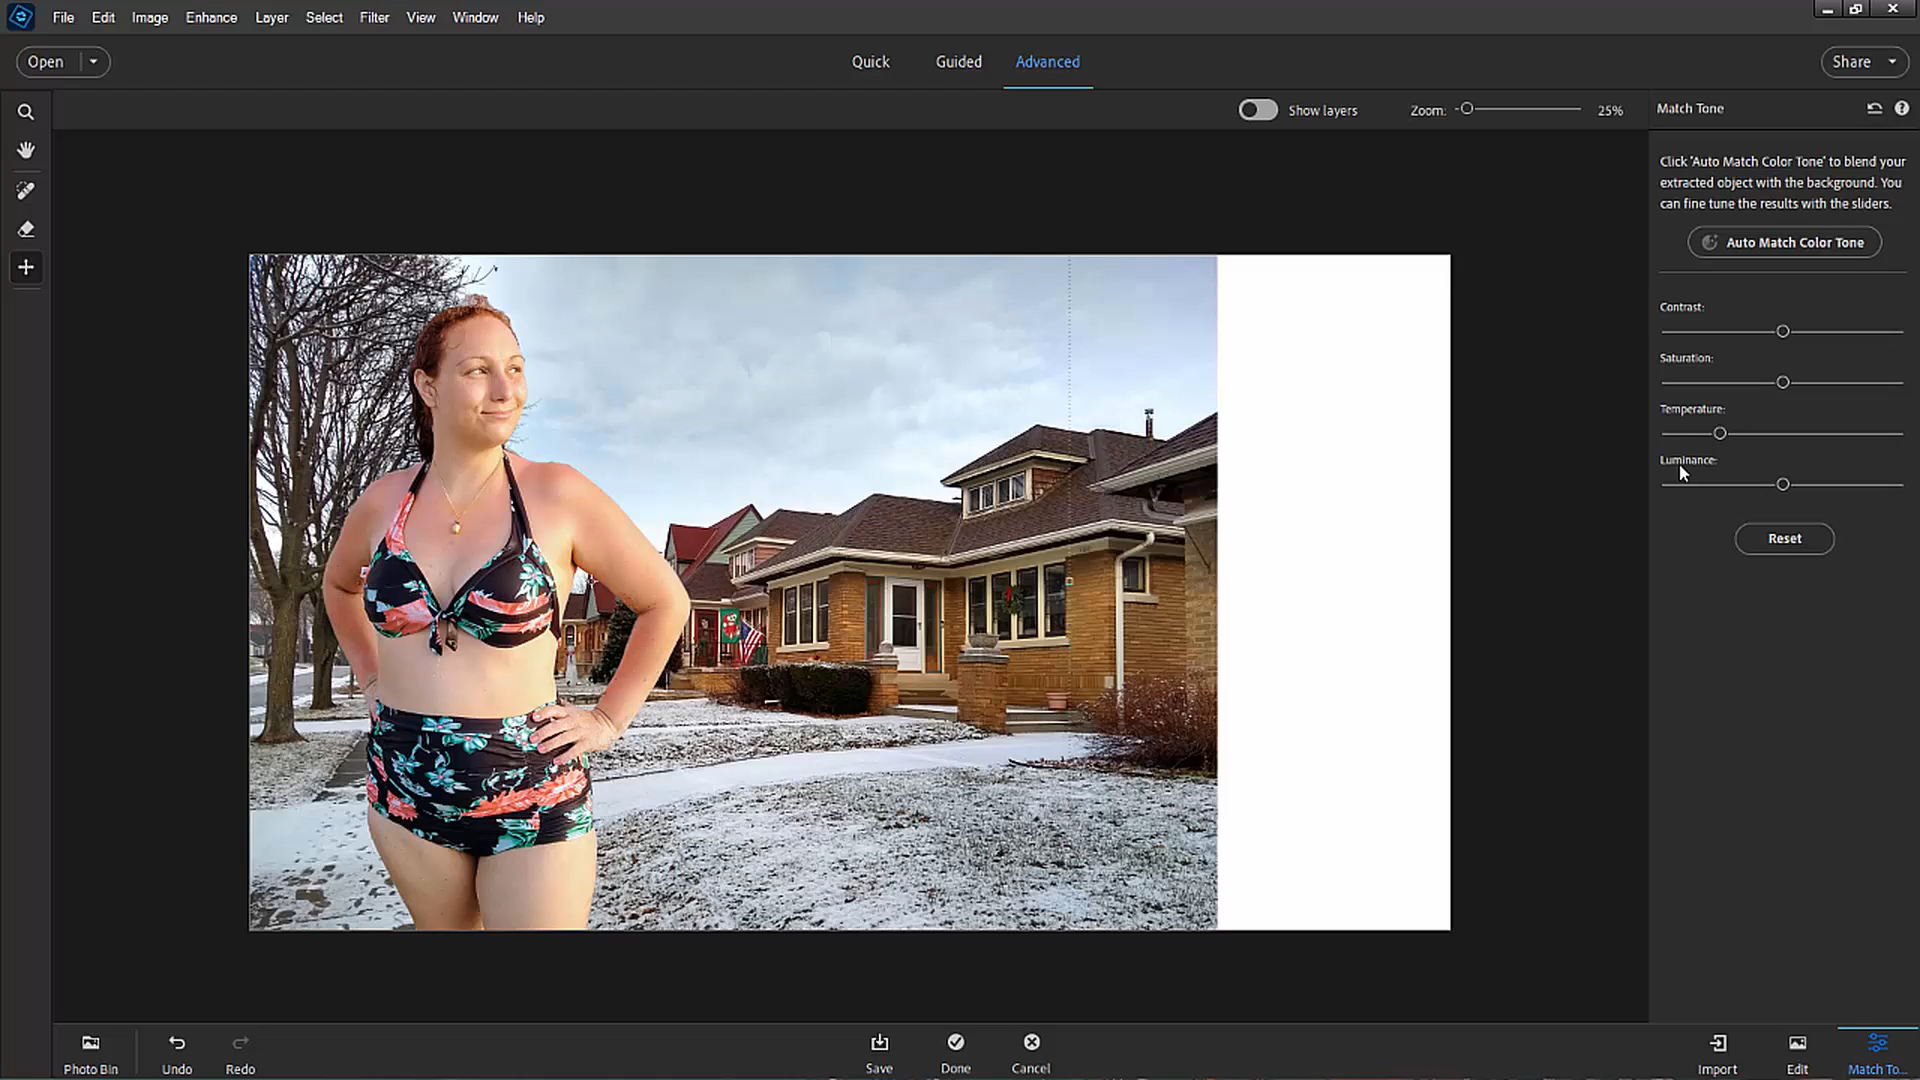 File Edit Image Enhance Layer Select Filter View Window Help
Open Quick Guided Advanced Share
Show layers Zoom: 25% Match Tone
Click 'Auto Match Color Tone' to blend your
extracted object with the background. You
can fine tune the results with the sliders.
Auto Match Color Tone
Contrast:
Saturation:
Temperature:
Luminance:
Reset
Photo Bin Undo Redo Save Done Cancel Import Edit Match To...